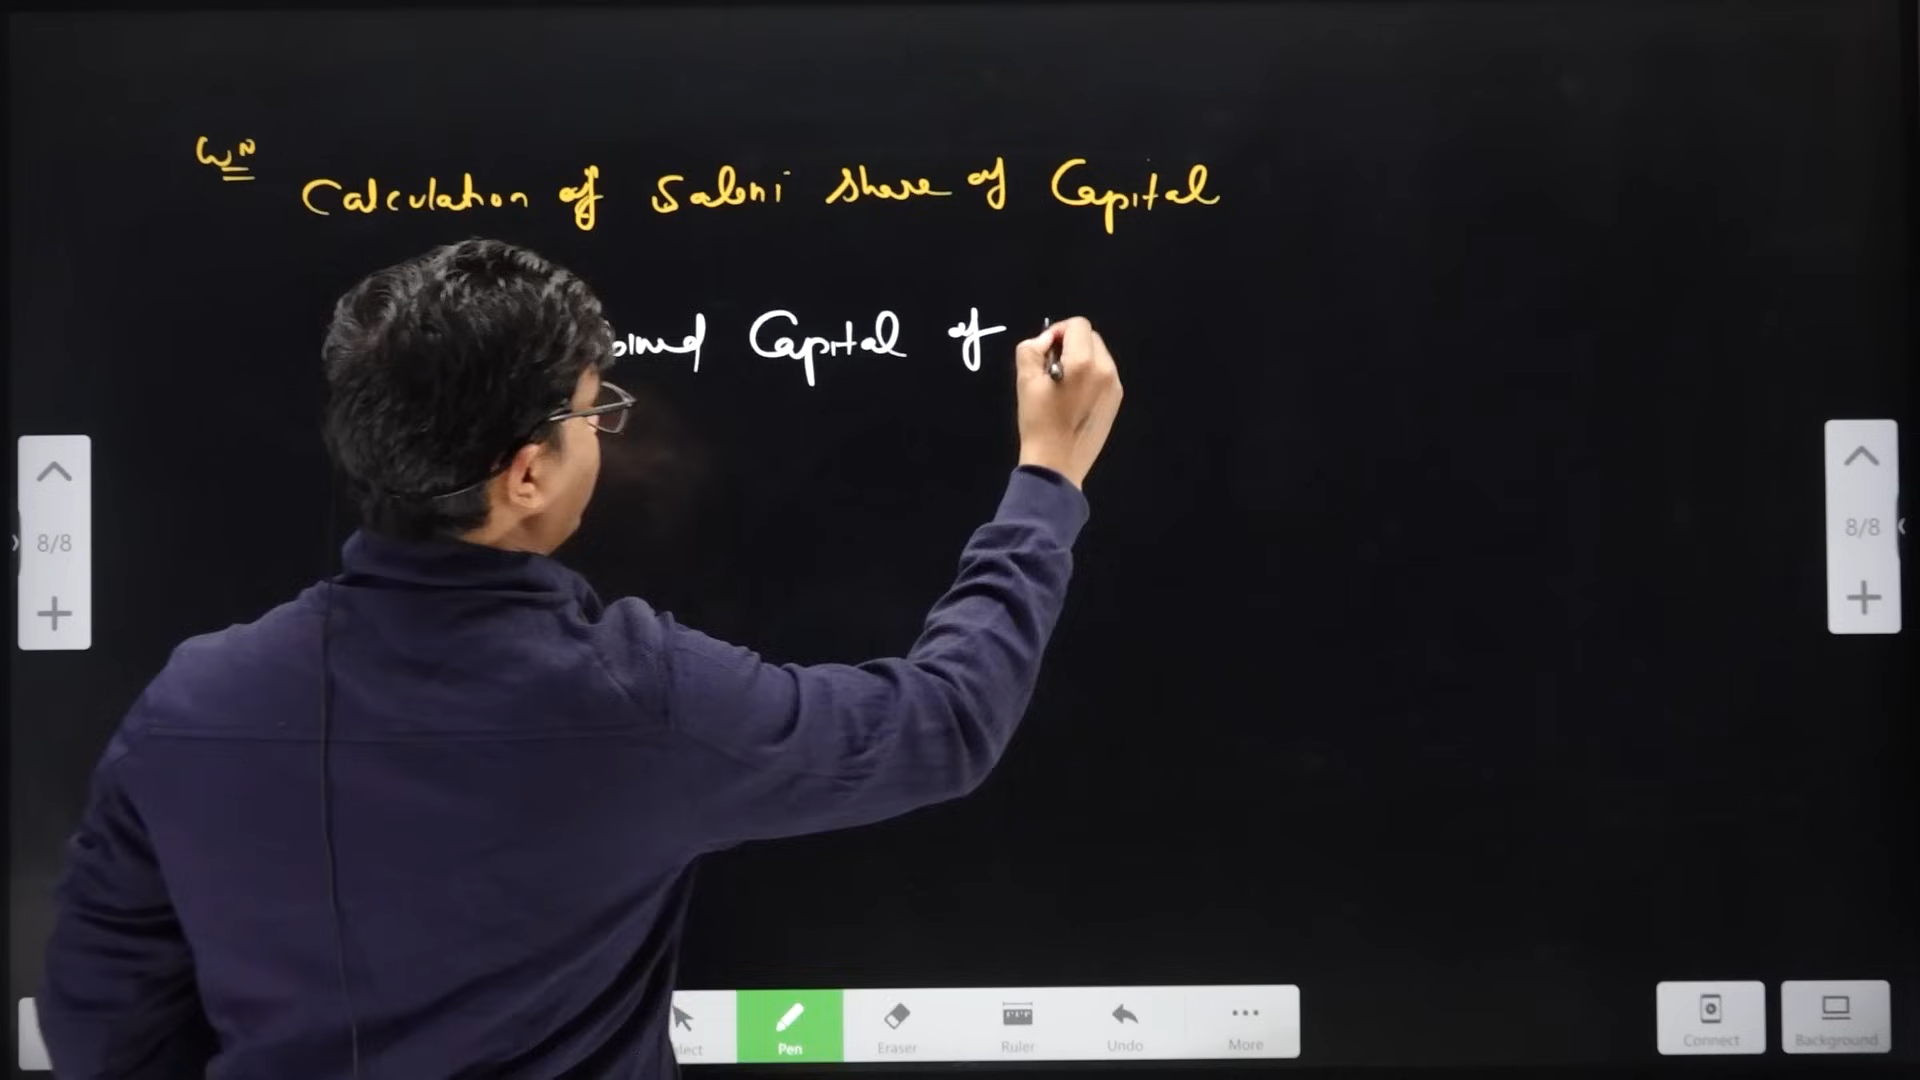 WN
Calculation of Sabni share of Capital
Capital of
8/8
8/8
Pen
Eraser
Ruler
Undo
More
Connect
Background